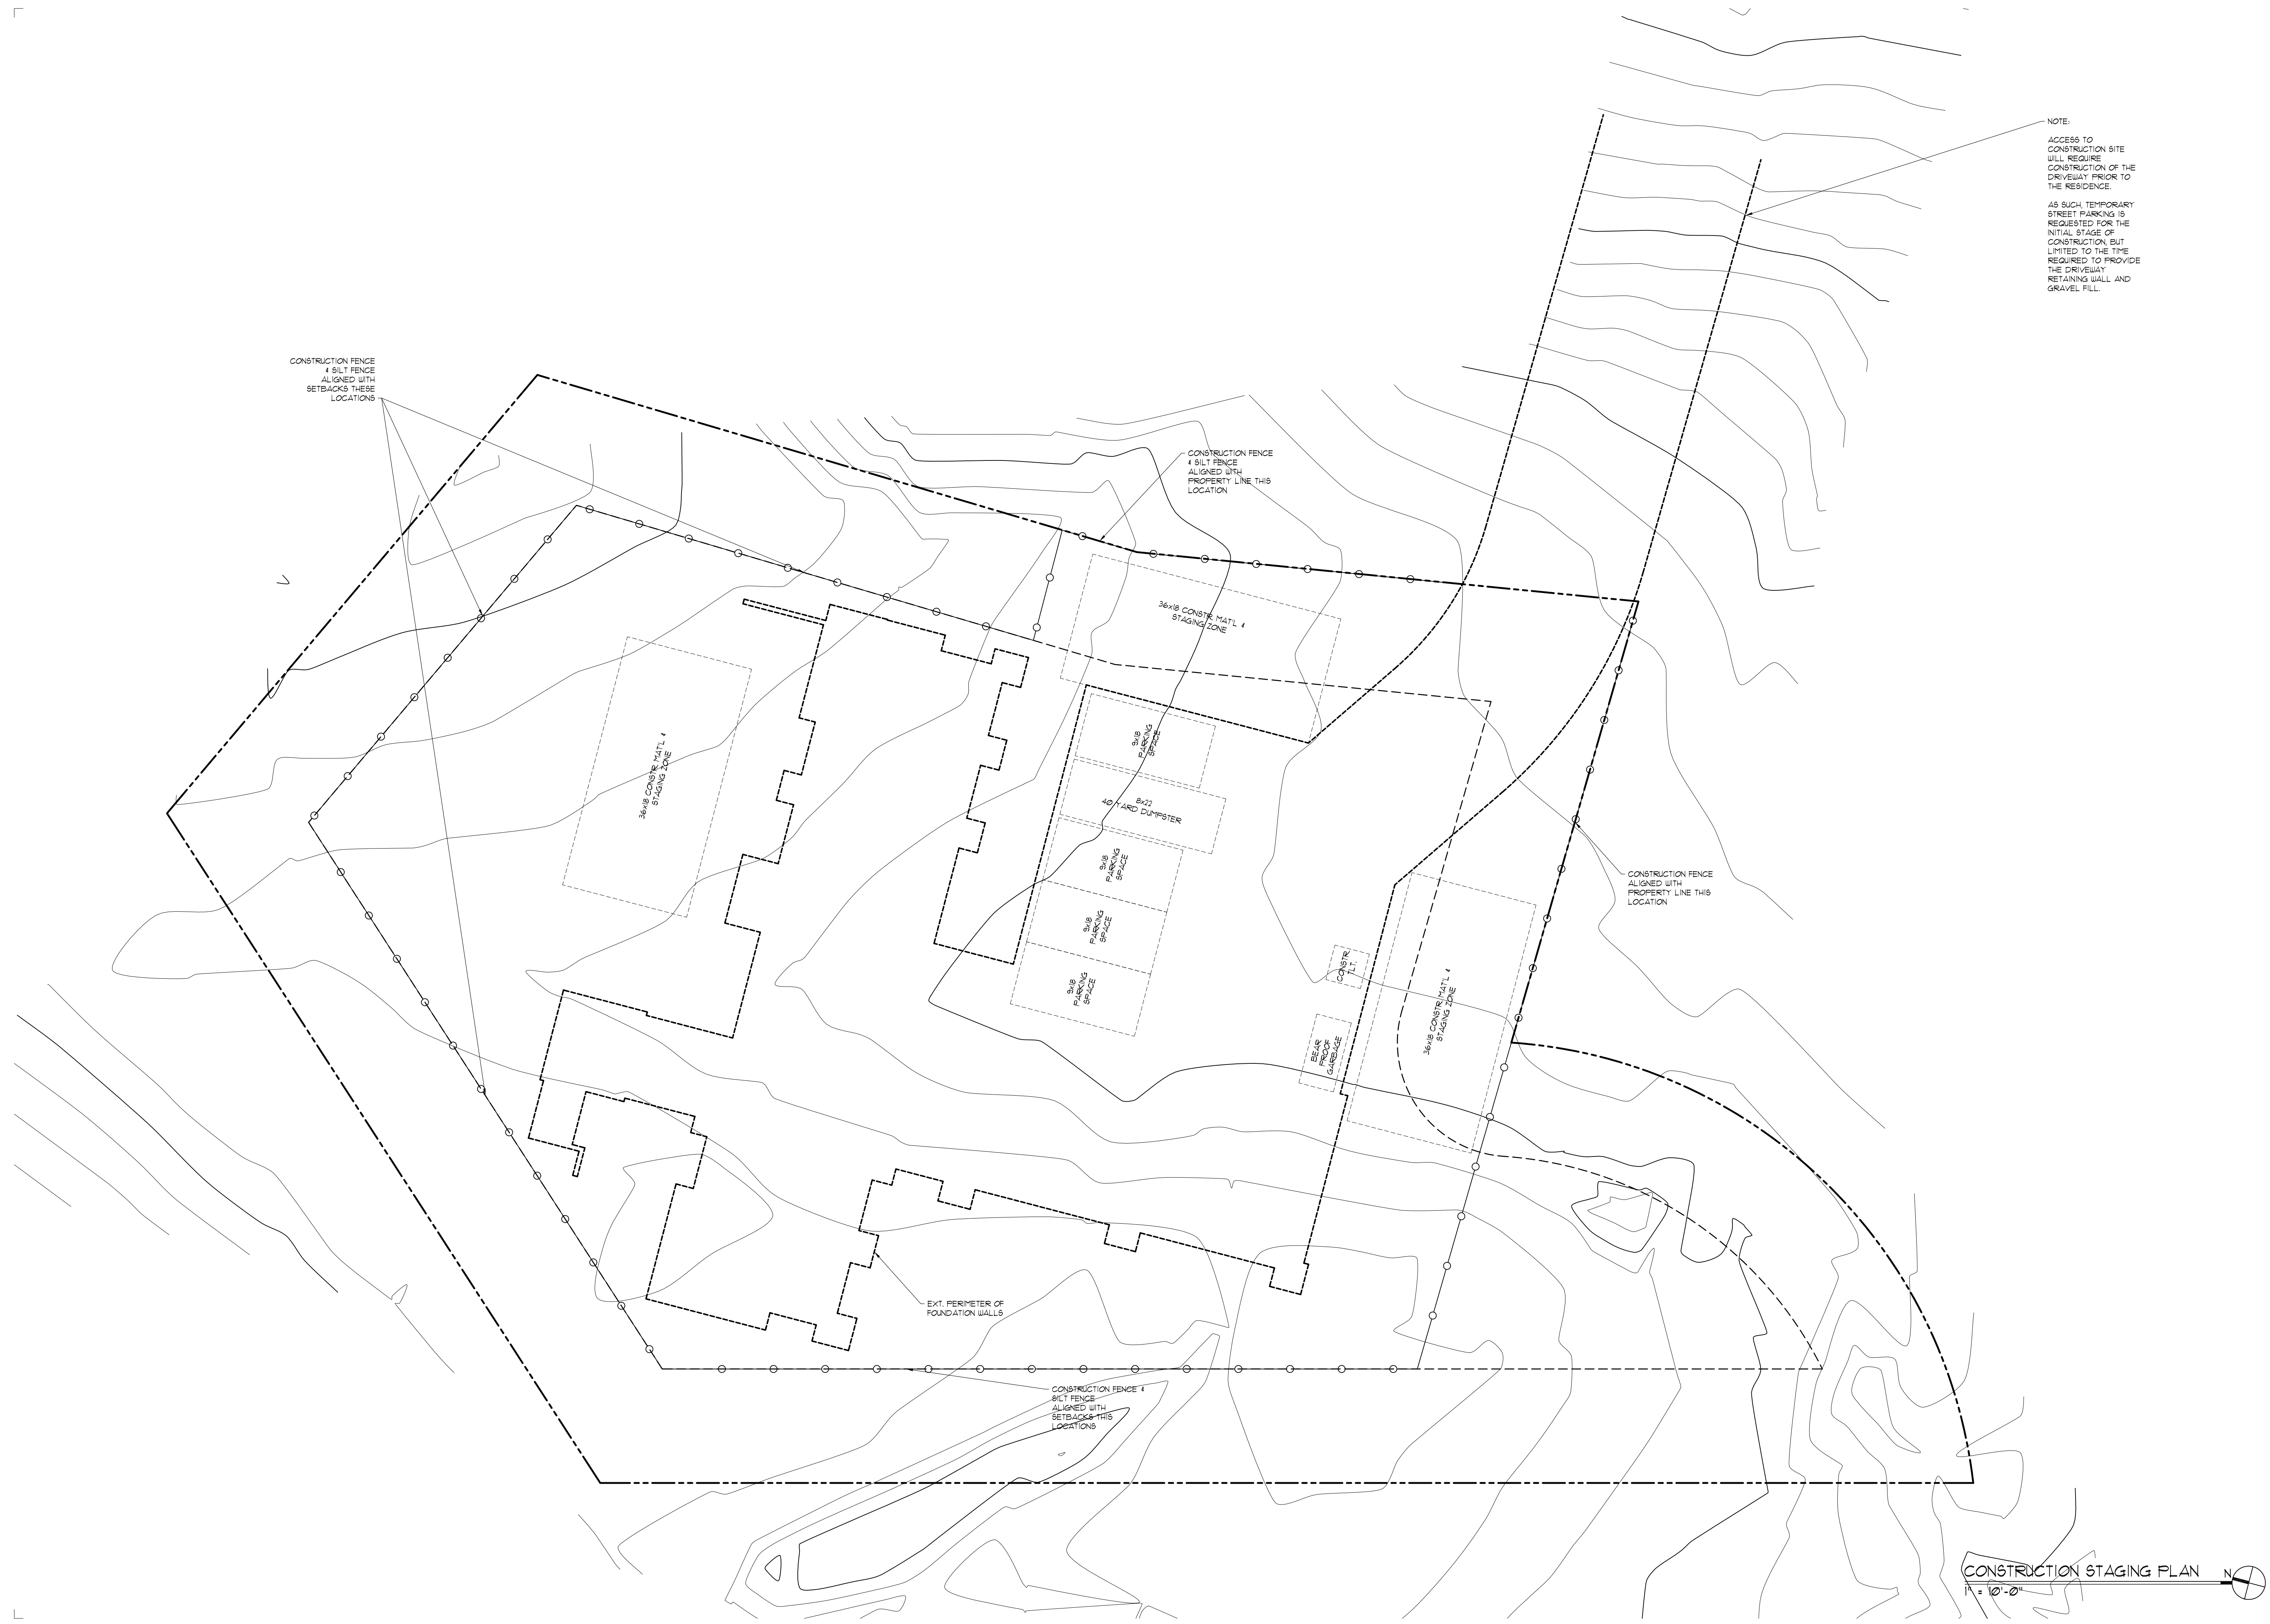 NOTE:
ACCESS TO
CONSTRUCTION SITE
WILL REQUIRE
CONSTRUCTION OF THE
DRIVEWAY PRIOR TO
THE RESIDENCE.
AS SUCH, TEMPORARY
STREET PARKING IS
REQUESTED FOR THE
INITIAL STAGE OF
CONSTRUCTION, BUT
LIMITED TO THE TIME
REQUIRED TO PROVIDE
THE DRIVEWAY
RETAINING WALL AND
GRAVEL FILL.
CONSTRUCTION FENCE
& SILT FENCE
ALIGNED WITH
SETBACKS THESE
LOCATIONS
CONSTRUCTION FENCE
& SILT FENCE
ALIGNED WITH
PROPERTY LINE THIS
LOCATION
36x18 CONSTR. MAT'L &
STAGING ZONE
36x18 CONSTR. MAT'L &
STAGING ZONE
9x18
PARKING
SPACE
8x22
40 YARD DUMPSTER
9x18
PARKING
SPACE
9x18
PARKING
SPACE
9x18
PARKING
SPACE
CONSTRUCTION FENCE
ALIGNED WITH
PROPERTY LINE THIS
LOCATION
CONSTR.
TLT.
36x18 CONSTR. MAT'L &
STAGING ZONE
BEAR
PROOF
GARBAGE
EXT. PERIMETER OF
FOUNDATION WALLS
CONSTRUCTION FENCE &
SILT FENCE
ALIGNED WITH
SETBACKS THIS
LOCATIONS
CONSTRUCTION STAGING PLAN
N
1" = 10'-0"